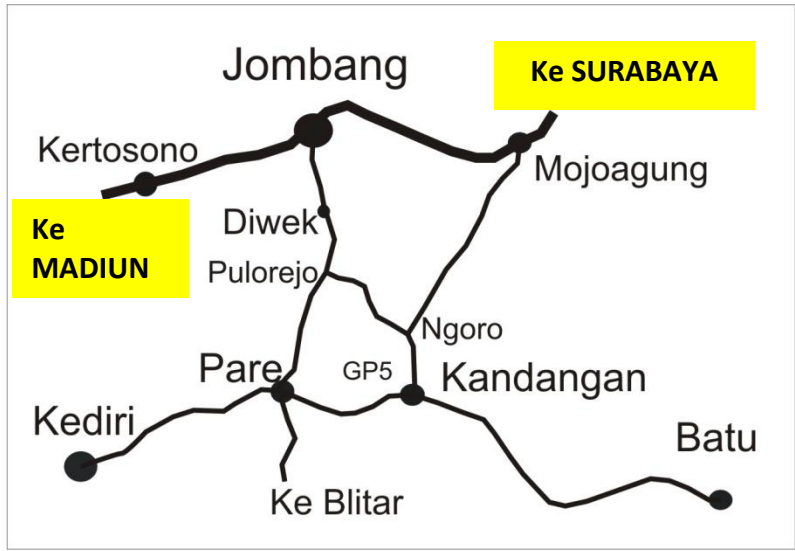 Jombang
Ke SURABAYA
Kertosono
Mojoagung
Ke
MADIUN
Diwek
Pulorejo
Ngoro
Pare
GP5
Kandangan
Kediri
Batu
Ke Blitar